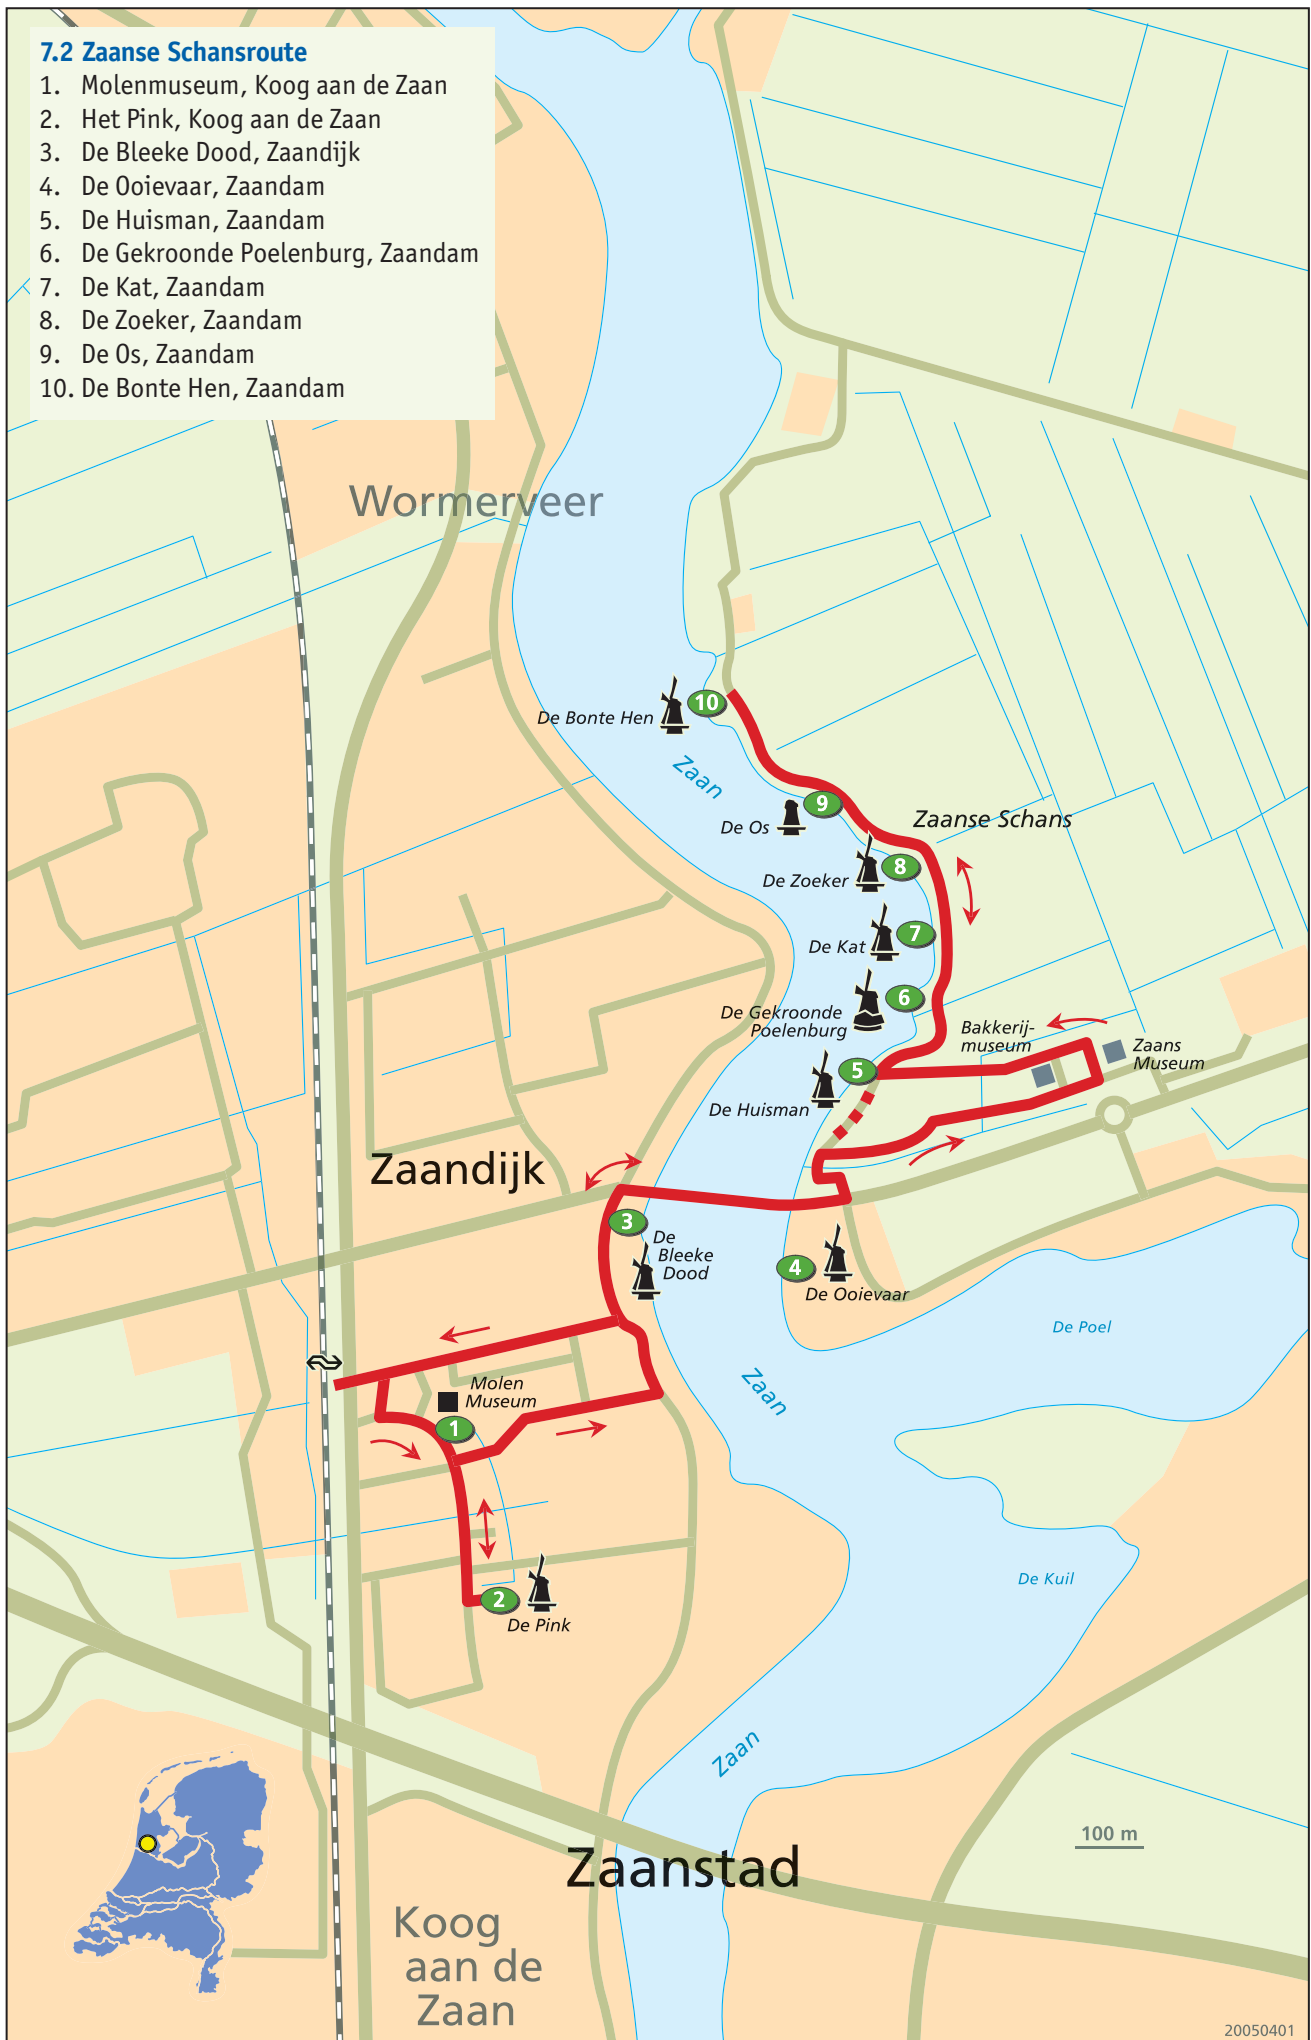 7.2 Zaanse Schansroute
1. Molenmuseum, Koog aan de Zaan
2. Het Pink, Koog aan de Zaan
3. De Bleeke Dood, Zaandijk
4. De Ooievaar, Zaandam
5. De Huisman, Zaandam
6. De Gekroonde Poelenburg, Zaandam
7. De Kat, Zaandam
8. De Zoeker, Zaandam
9. De Os, Zaandam
10. De Bonte Hen, Zaandam
Wormerveer
10
De Bonte Hen
Zaan
9
De Os
Zaanse Schans
8
De Zoeker
7
De Kat
6
De Gekroonde
Poelenburg
Bakkerij-
museum
Zaans
Museum
5
De Huisman
Zaandijk
3
De
Bleeke
Dood
4
De Ooievaar
De Poel
Zaan
Molen
Museum
1
De Kuil
2
De Pink
Zaan
100 m
Zaanstad
Koog
aan de
Zaan
20050401